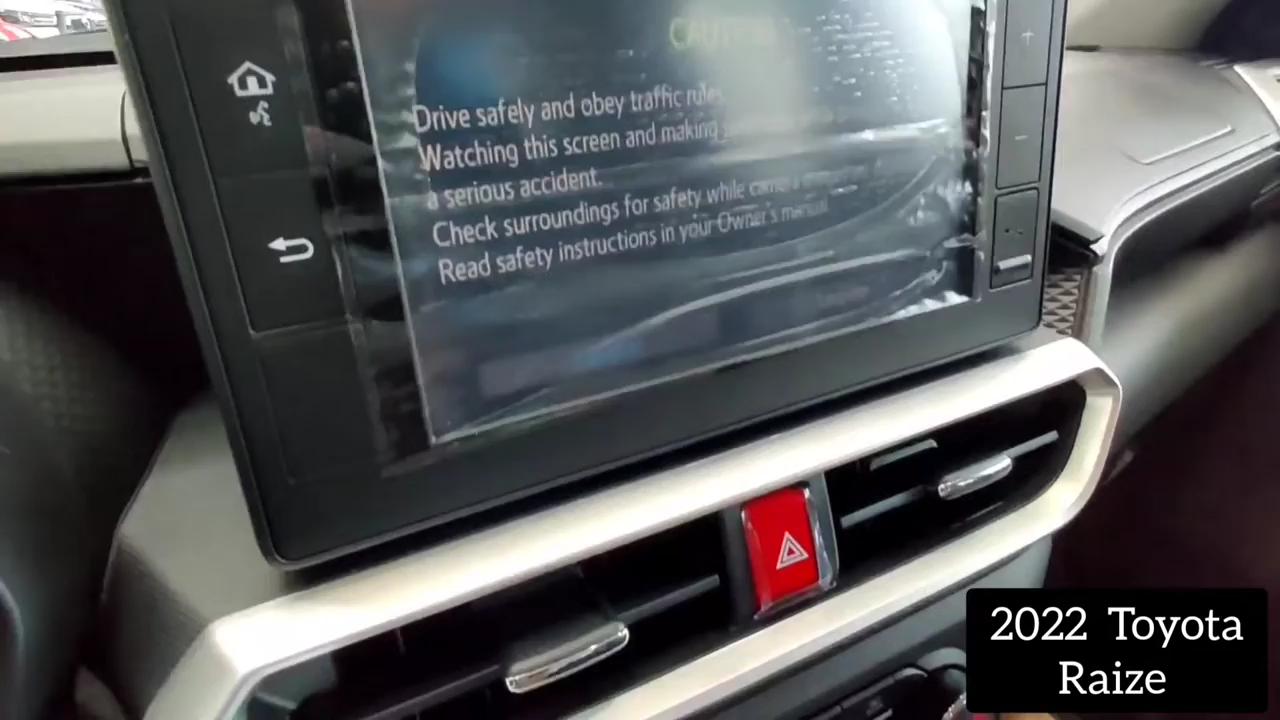 CAUTION
Drive safely and obey traffic rules.
Watching this screen and making
a serious accident.
Check surroundings for safety while
Read safety instructions in your Owner's manual.
+
-
2022 Toyota
Raize